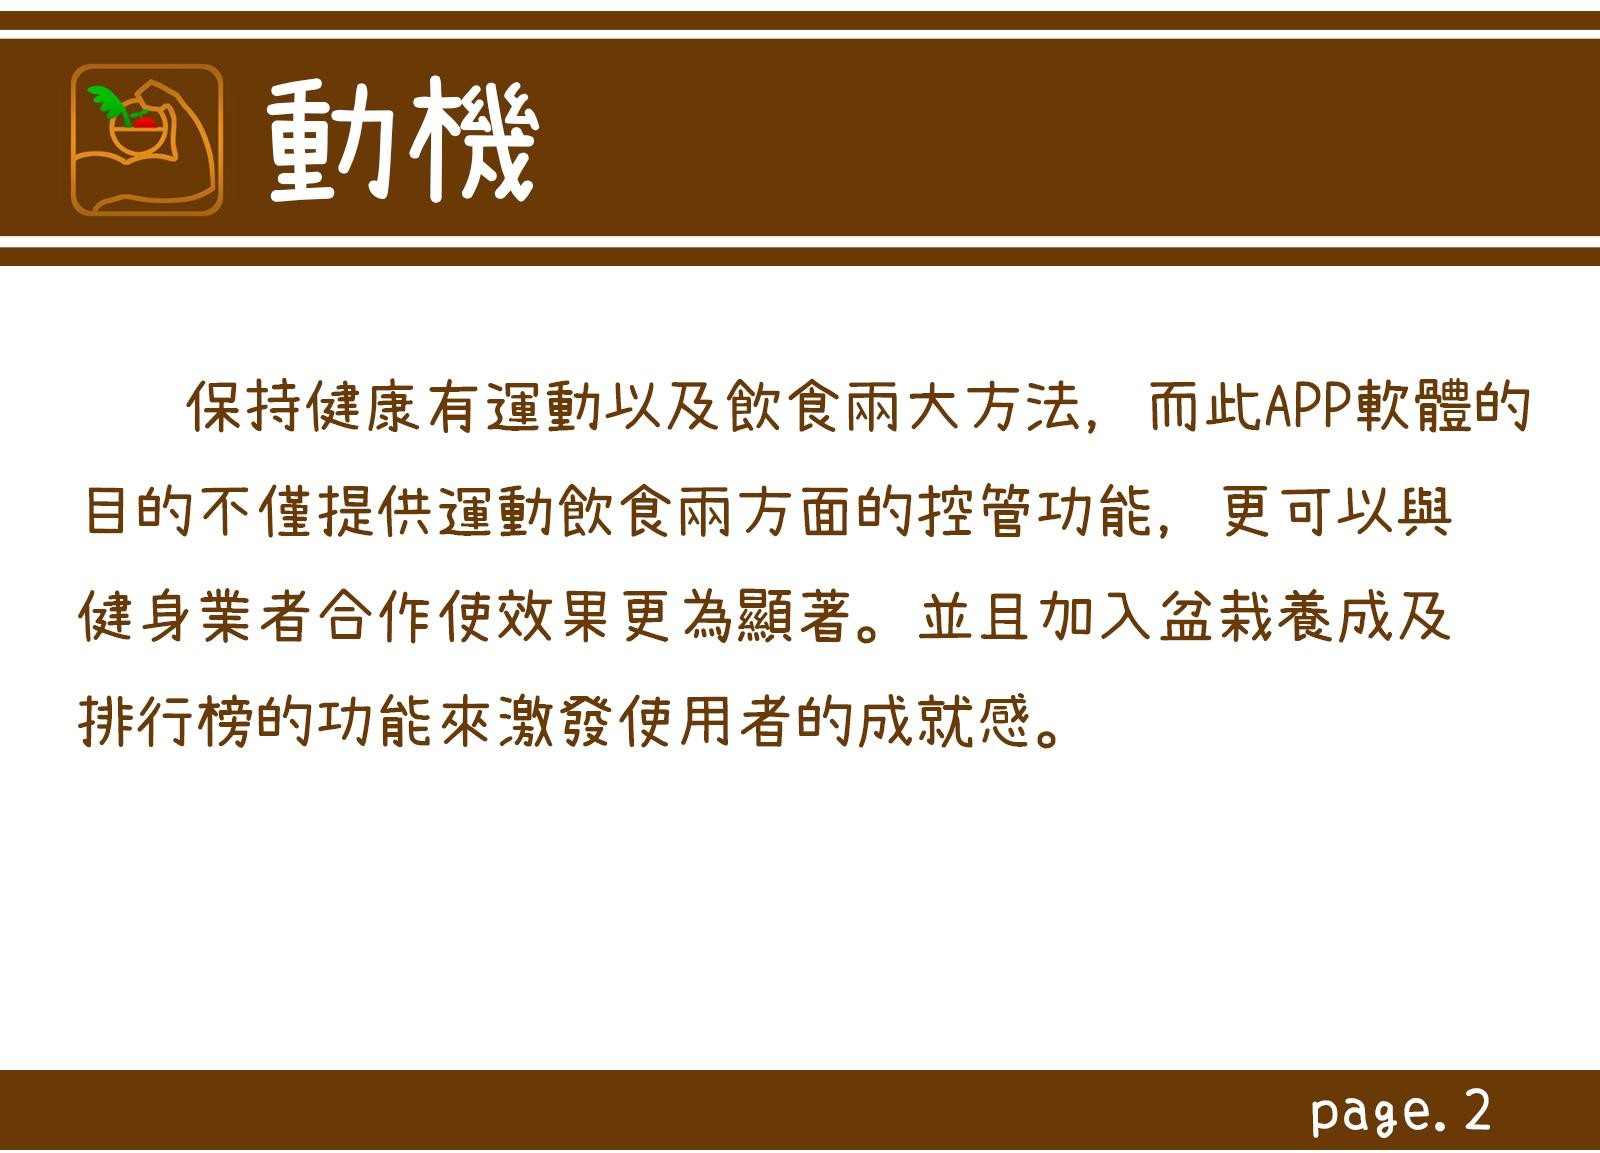 動機
保持健康有運動以及飲食兩大方法，而此APP軟體的
目的不僅提供運動飲食兩方面的控管功能，更可以與
健身業者合作使效果更為顯著。並且加入盆栽養成及
排行榜的功能來激發使用者的成就感。
page. 2